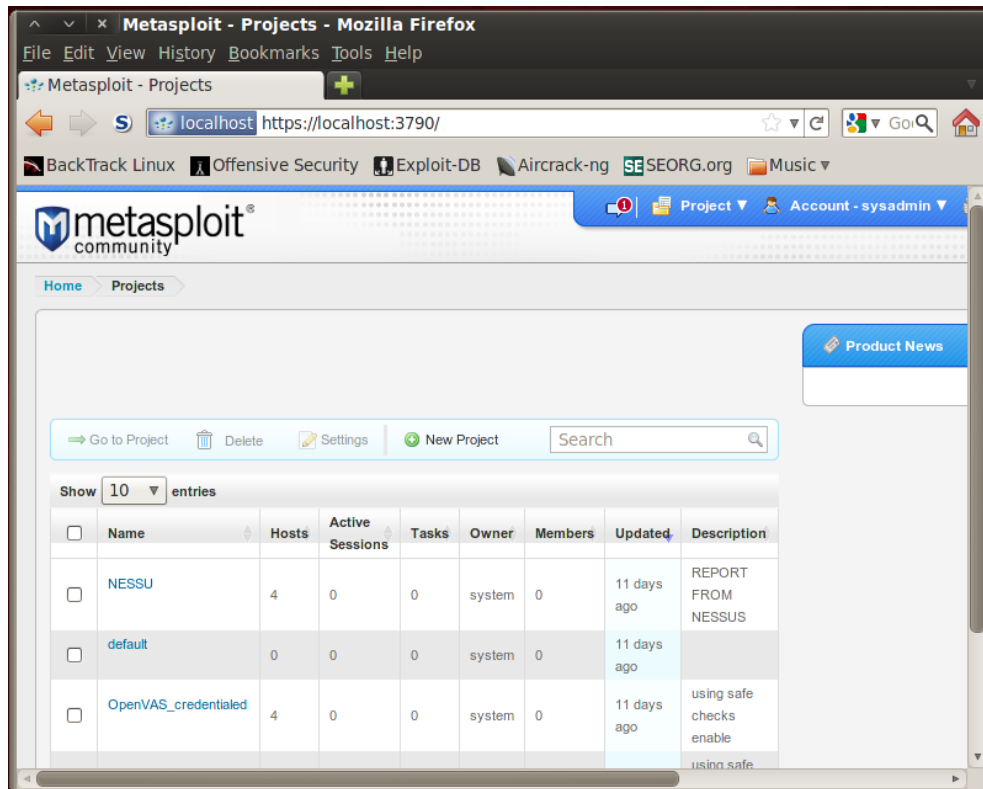 Metasploit - Projects - Mozilla Firefox
File Edit View History Bookmarks Tools Help
Metasploit - Projects
localhost https://localhost:3790/
BackTrack Linux Offensive Security Exploit-DB Aircrack-ng SEORG.org Music
metasploit®
community
1 Project Account - sysadmin
Home Projects
Product News
Go to Project Delete Settings New Project Search
Show 10 entries
Name Hosts Active Sessions Tasks Owner Members Updated Description
NESSU 4 0 0 system 0 11 days ago REPORT FROM NESSUS
default 0 0 0 system 0 11 days ago
OpenVAS_credentialed 4 0 0 system 0 11 days ago using safe checks enable
using safe